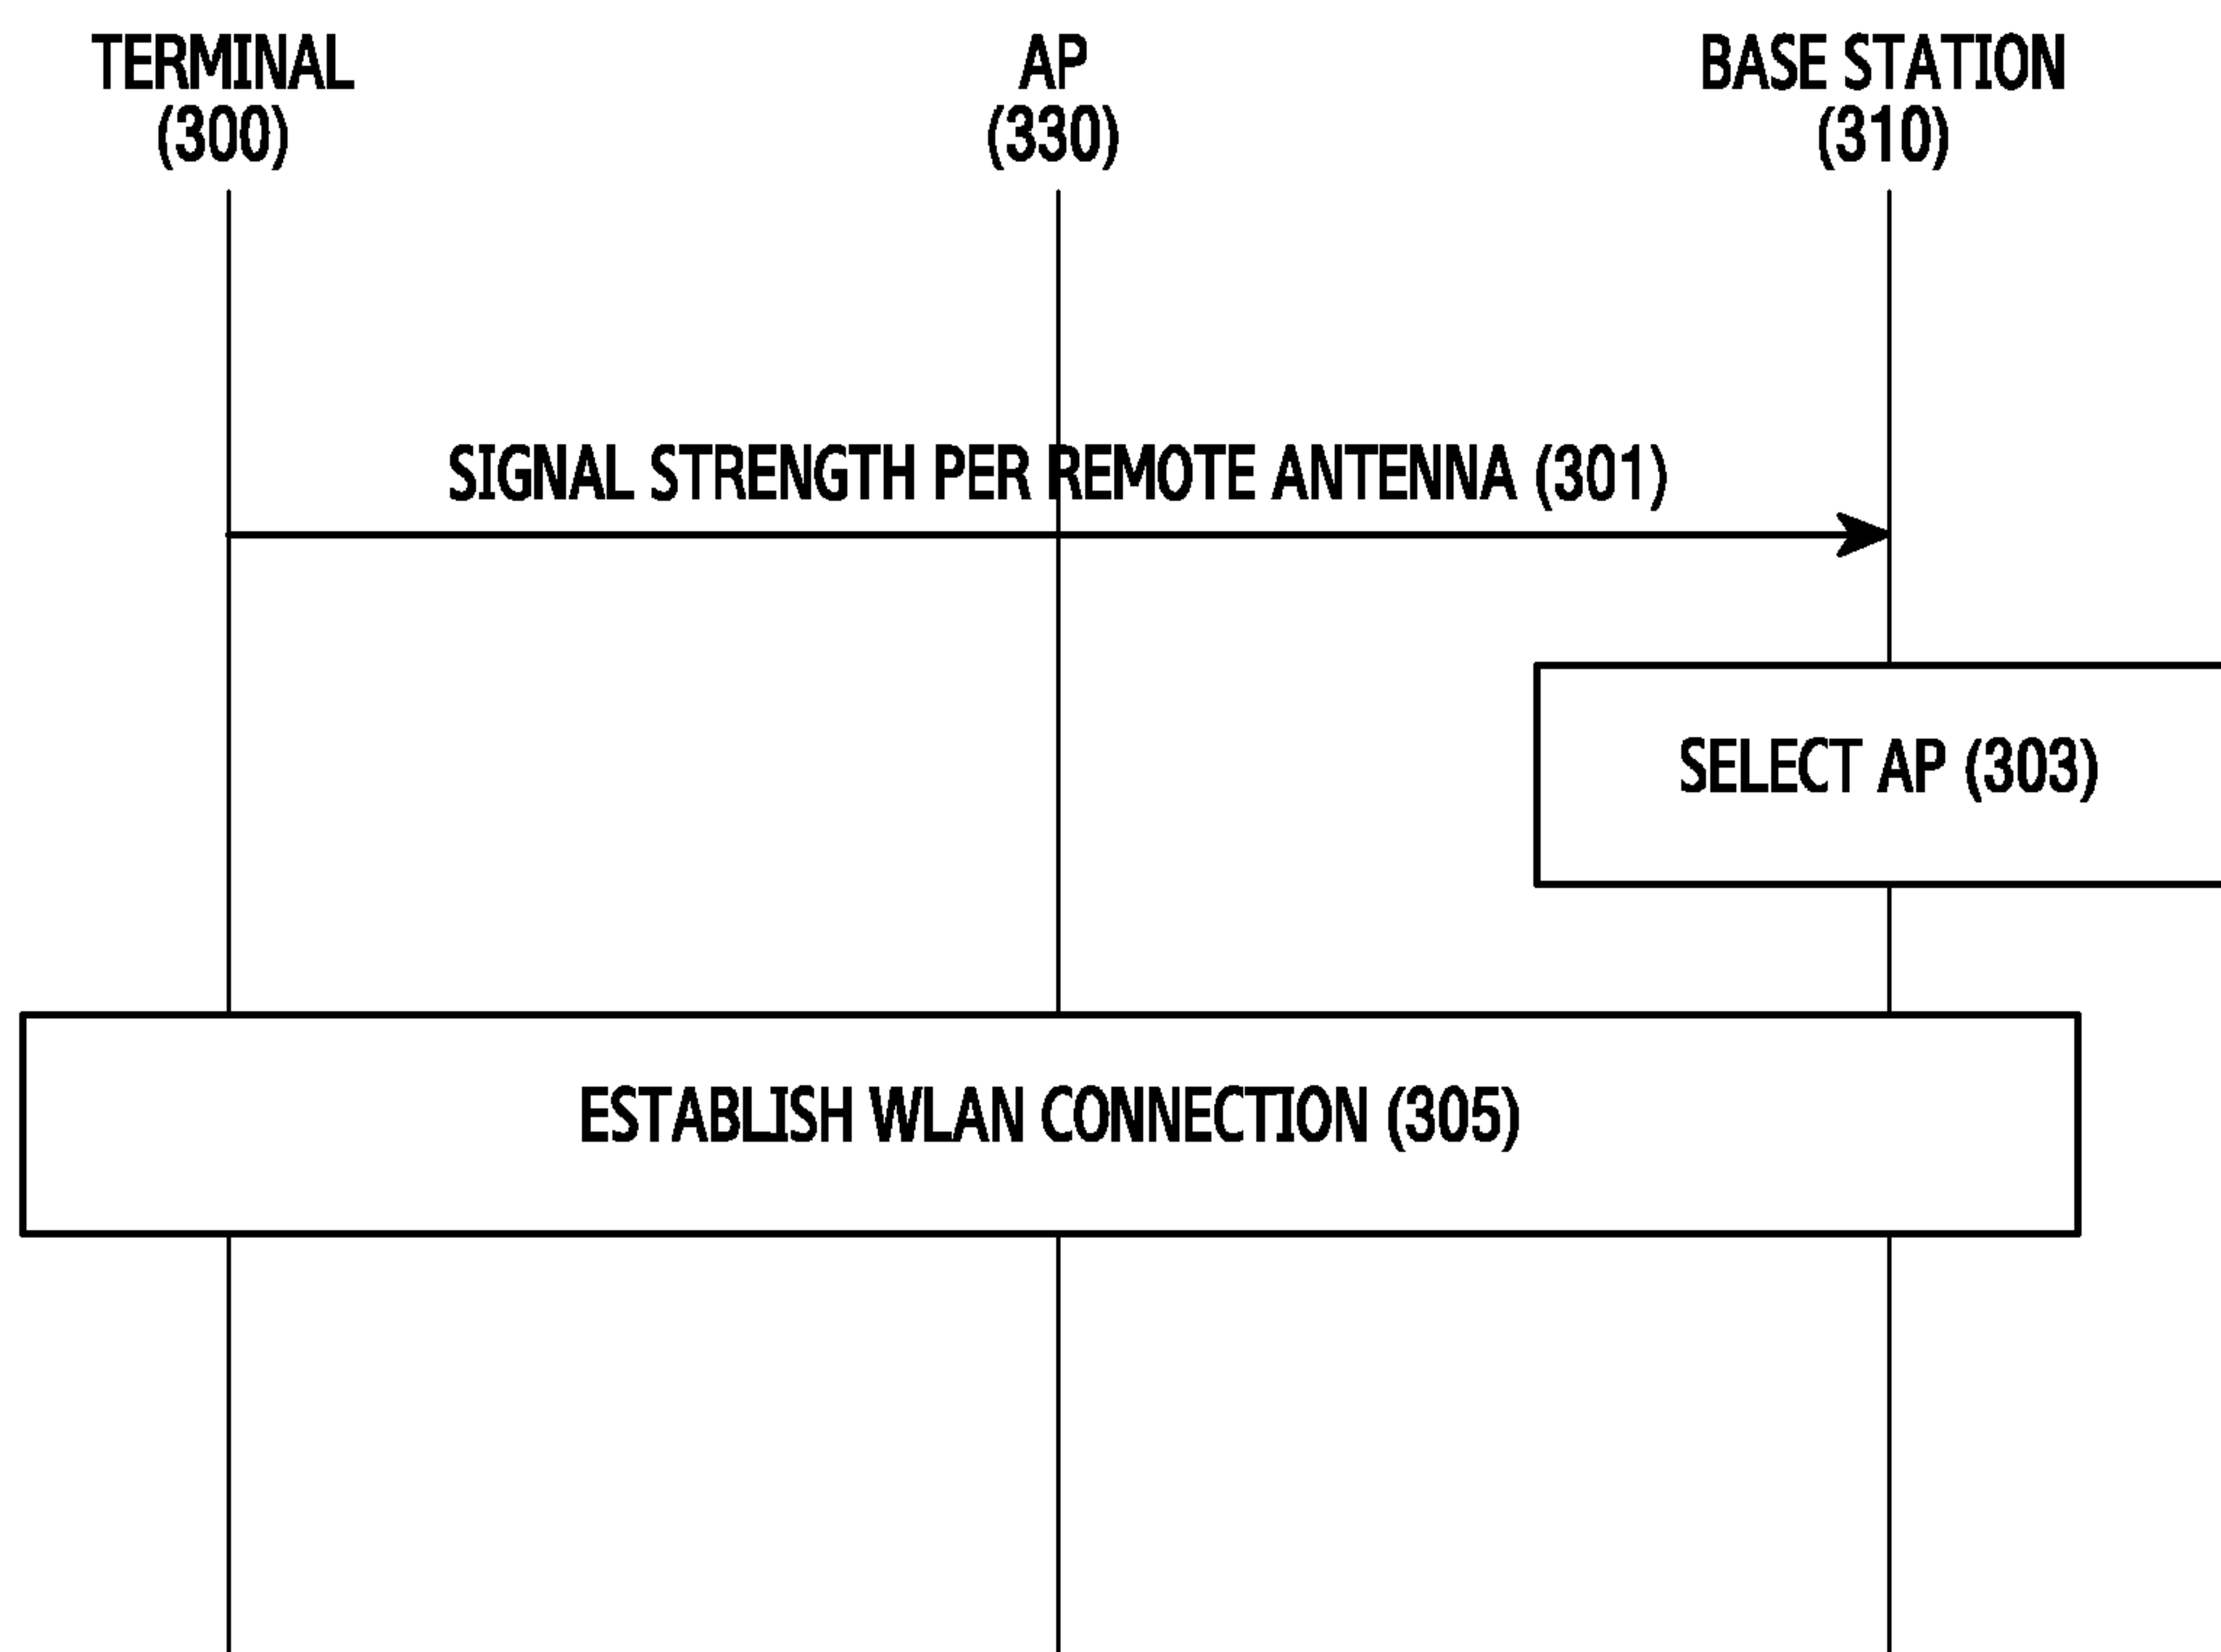 TERMINAL
(300)
AP
(330)
BASE STATION
(310)
SIGNAL STRENGTH PER REMOTE ANTENNA (301)
SELECT AP (303)
ESTABLISH WLAN CONNECTION (305)